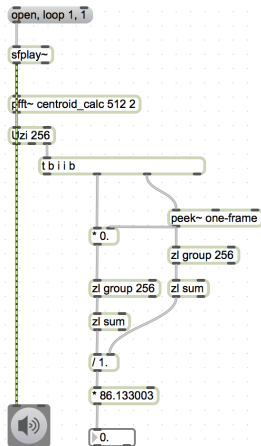 open, loop 1, 1
sfplay~
pfft~ centroid_calc 512 2
Uzi 256
t b i i b
peek~ one-frame
* 0.
zl group 256
zl group 256
zl sum
zl sum
/ 1.
* 86.133003
0.